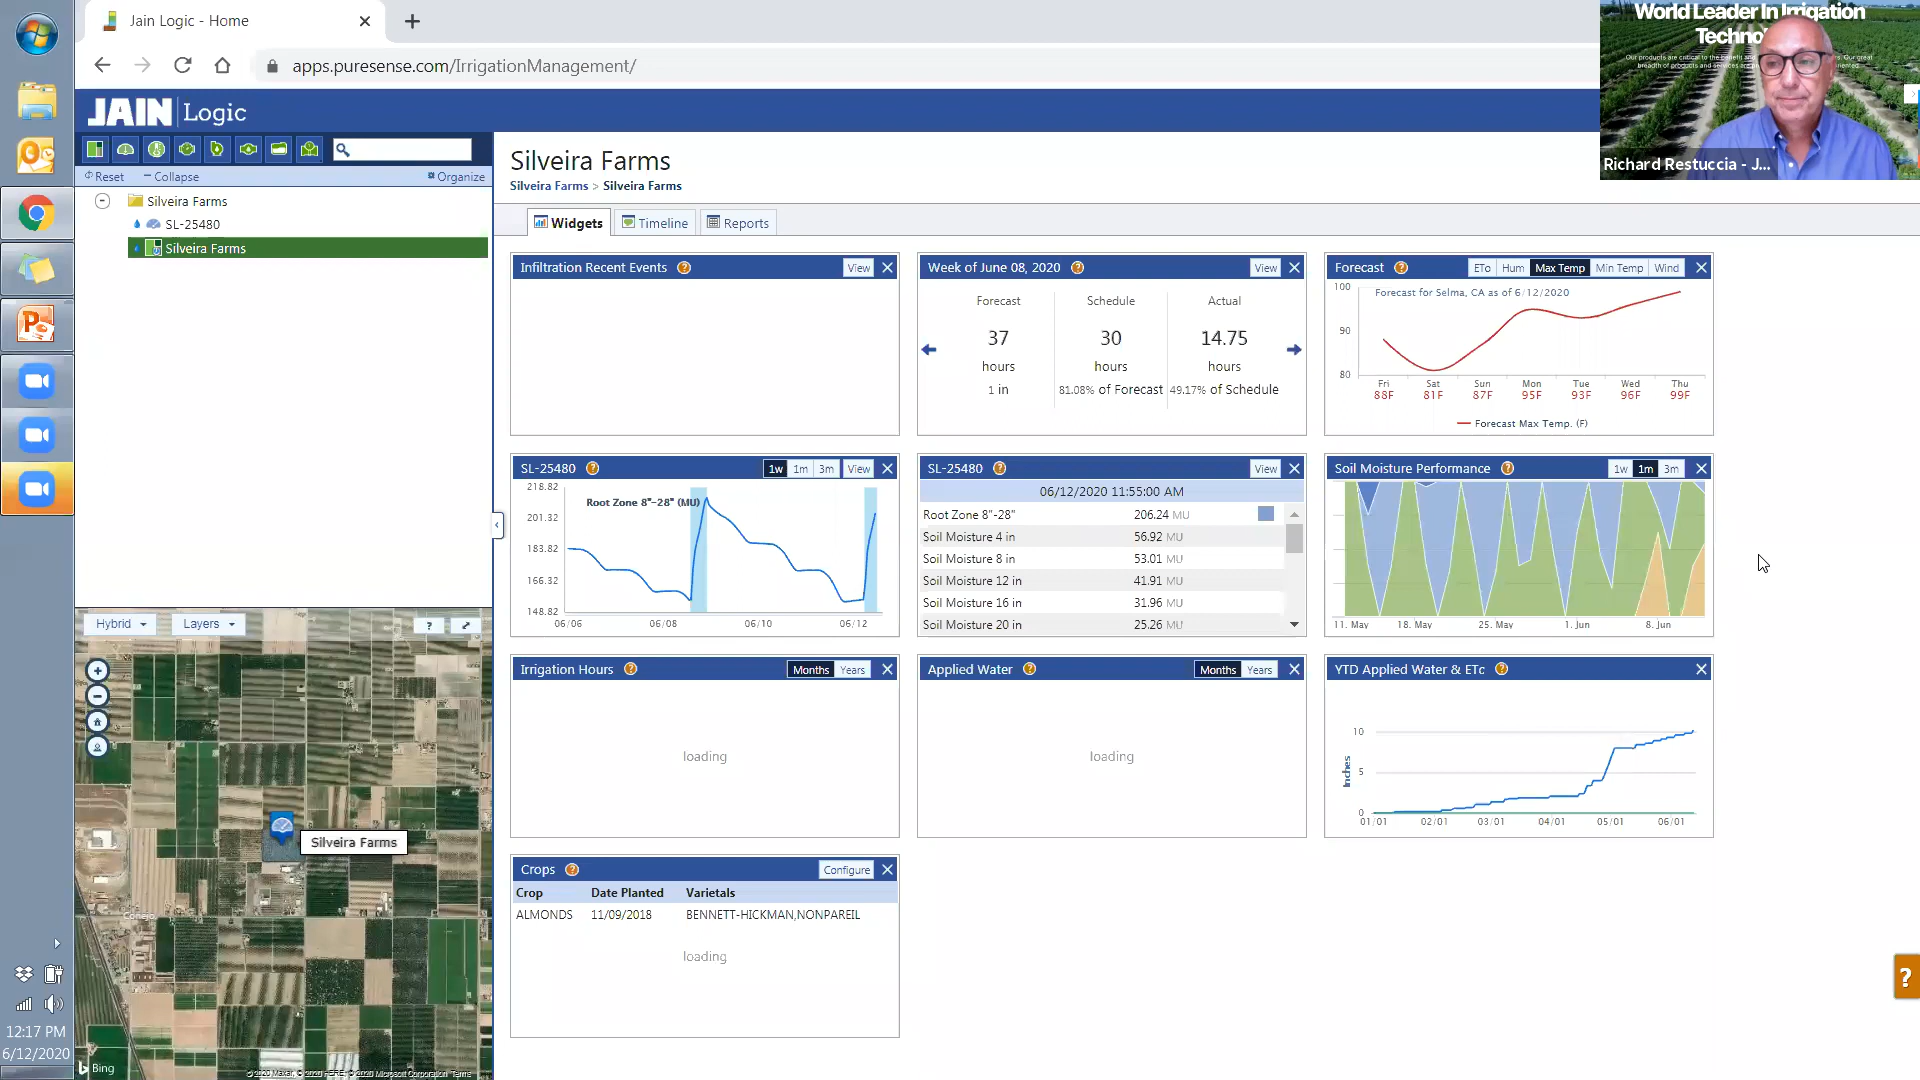 Jain Logic - Home
apps.puresense.com/IrrigationManagement/
JAIN Logic
Reset Collapse Organize
Silveira Farms
SL-25480
Silveira Farms
Hybrid Layers ?
Silveira Farms
Conejo
Bing
12:17 PM
6/12/2020
World Leader In Irrigation
Richard Restuccia - J...
Silveira Farms
Silveira Farms > Silveira Farms
Widgets Timeline Reports
Infiltration Recent Events ? View
Week of June 08, 2020 ? View
Forecast Schedule Actual
37 30 14.75
hours hours hours
1 in 81.08% of Forecast 49.17% of Schedule
Forecast ? ETo Hum Max Temp Min Temp Wind
Forecast for Selma, CA as of 6/12/2020
100
90
80
Fri Sat Sun Mon Tue Wed Thu
88F 81F 87F 95F 93F 96F 99F
Forecast Max Temp. (F)
SL-25480 ? 1w 1m 3m View
Root Zone 8"-28" (MU)
218.82
201.32
183.82
166.32
148.82
06/06 06/08 06/10 06/12
SL-25480 ? View
06/12/2020 11:55:00 AM
Root Zone 8"-28" 206.24 MU
Soil Moisture 4 in 56.92 MU
Soil Moisture 8 in 53.01 MU
Soil Moisture 12 in 41.91 MU
Soil Moisture 16 in 31.96 MU
Soil Moisture 20 in 25.26 MU
Soil Moisture Performance ? 1w 1m 3m
11. May 18. May 25. May 1. Jun 8. Jun
Irrigation Hours ? Months Years
loading
Applied Water ? Months Years
loading
YTD Applied Water & ETc ?
Inches
10
5
0
01/01 02/01 03/01 04/01 05/01 06/01
Crops ? Configure
Crop Date Planted Varietals
ALMONDS 11/09/2018 BENNETT-HICKMAN,NONPAREIL
loading
?